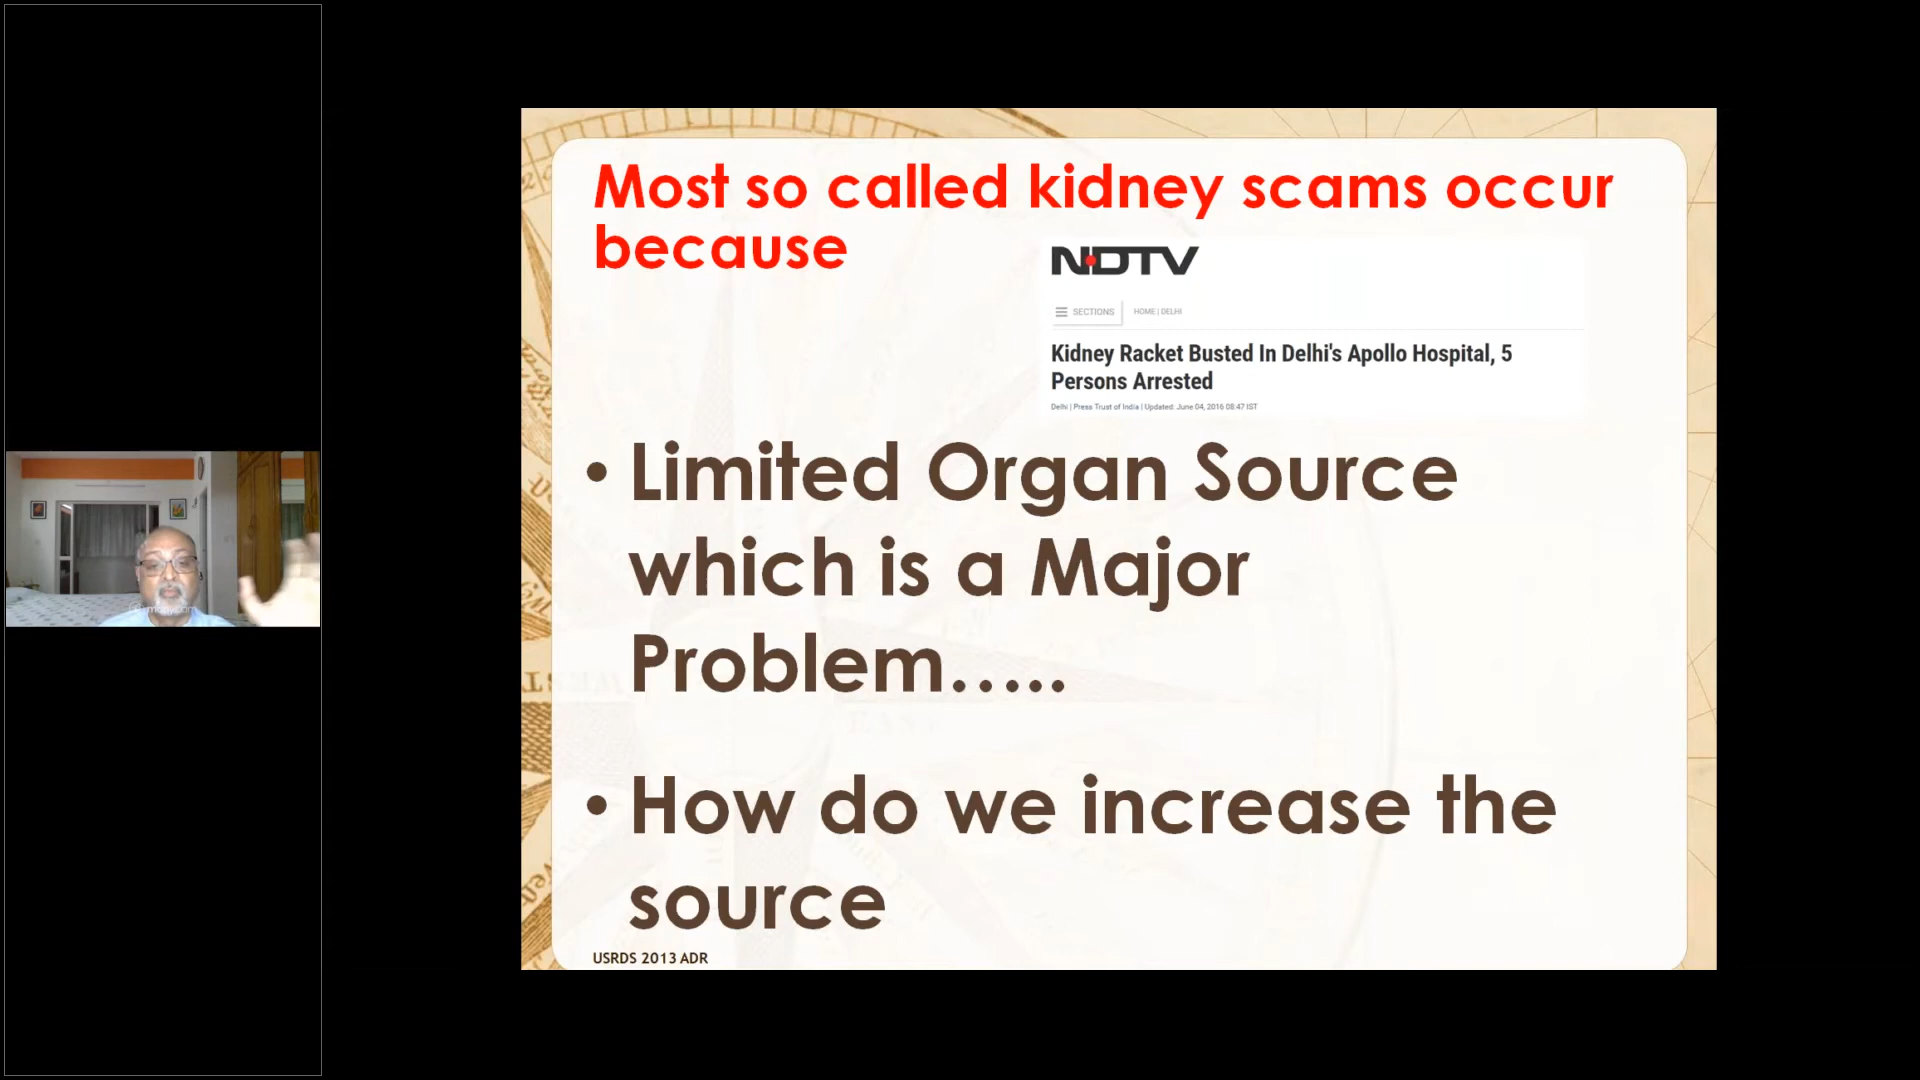 Most so called kidney scams occur
because
NDTV
SECTIONS
HOME | DELHI
Kidney Racket Busted In Delhi's Apollo Hospital, 5
Persons Arrested
Delhi | Press Trust of India | Updated: June 04, 2016 08:47 IST
• Limited Organ Source
which is a Major
Problem.....
• How do we increase the
source
USRDS 2013 ADR